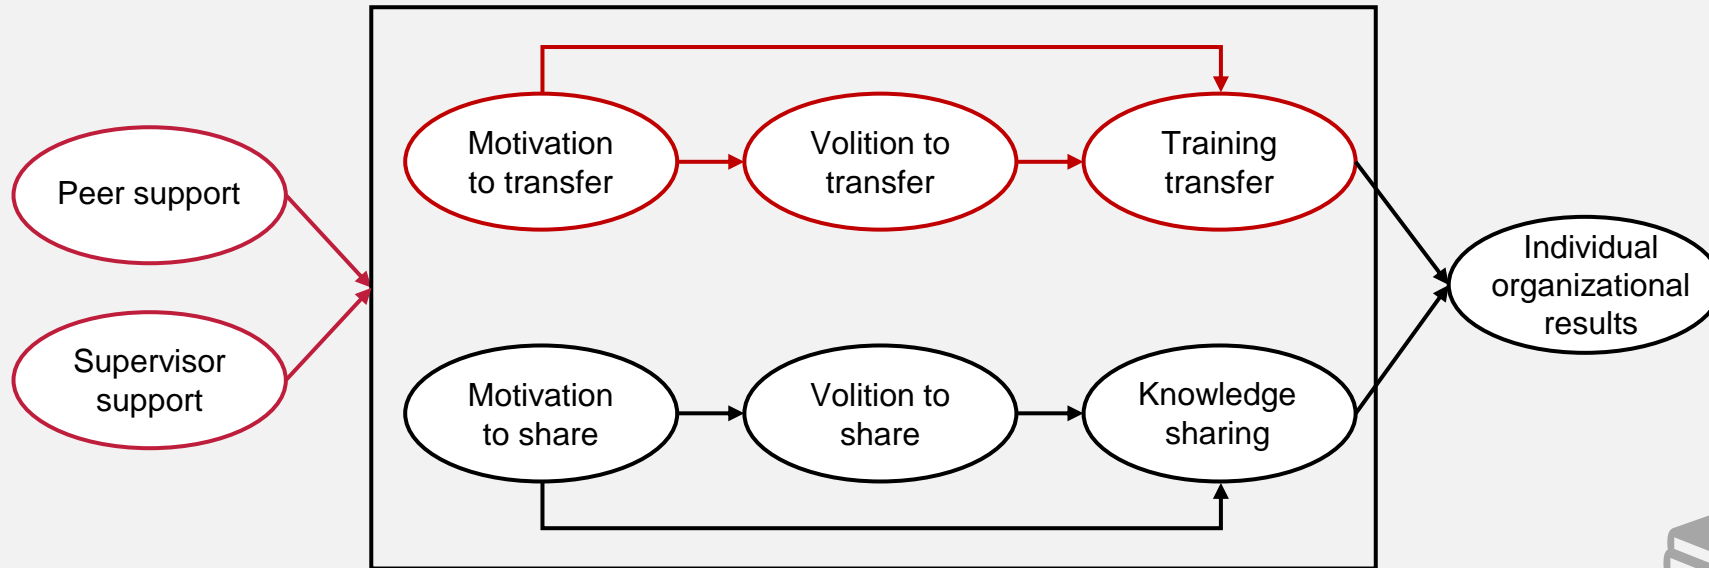 Peer support
Supervisor
support
Motivation
to transfer
Volition to
transfer
Training
transfer
Motivation
to share
Volition to
share
Knowledge
sharing
Individual
organizational
results